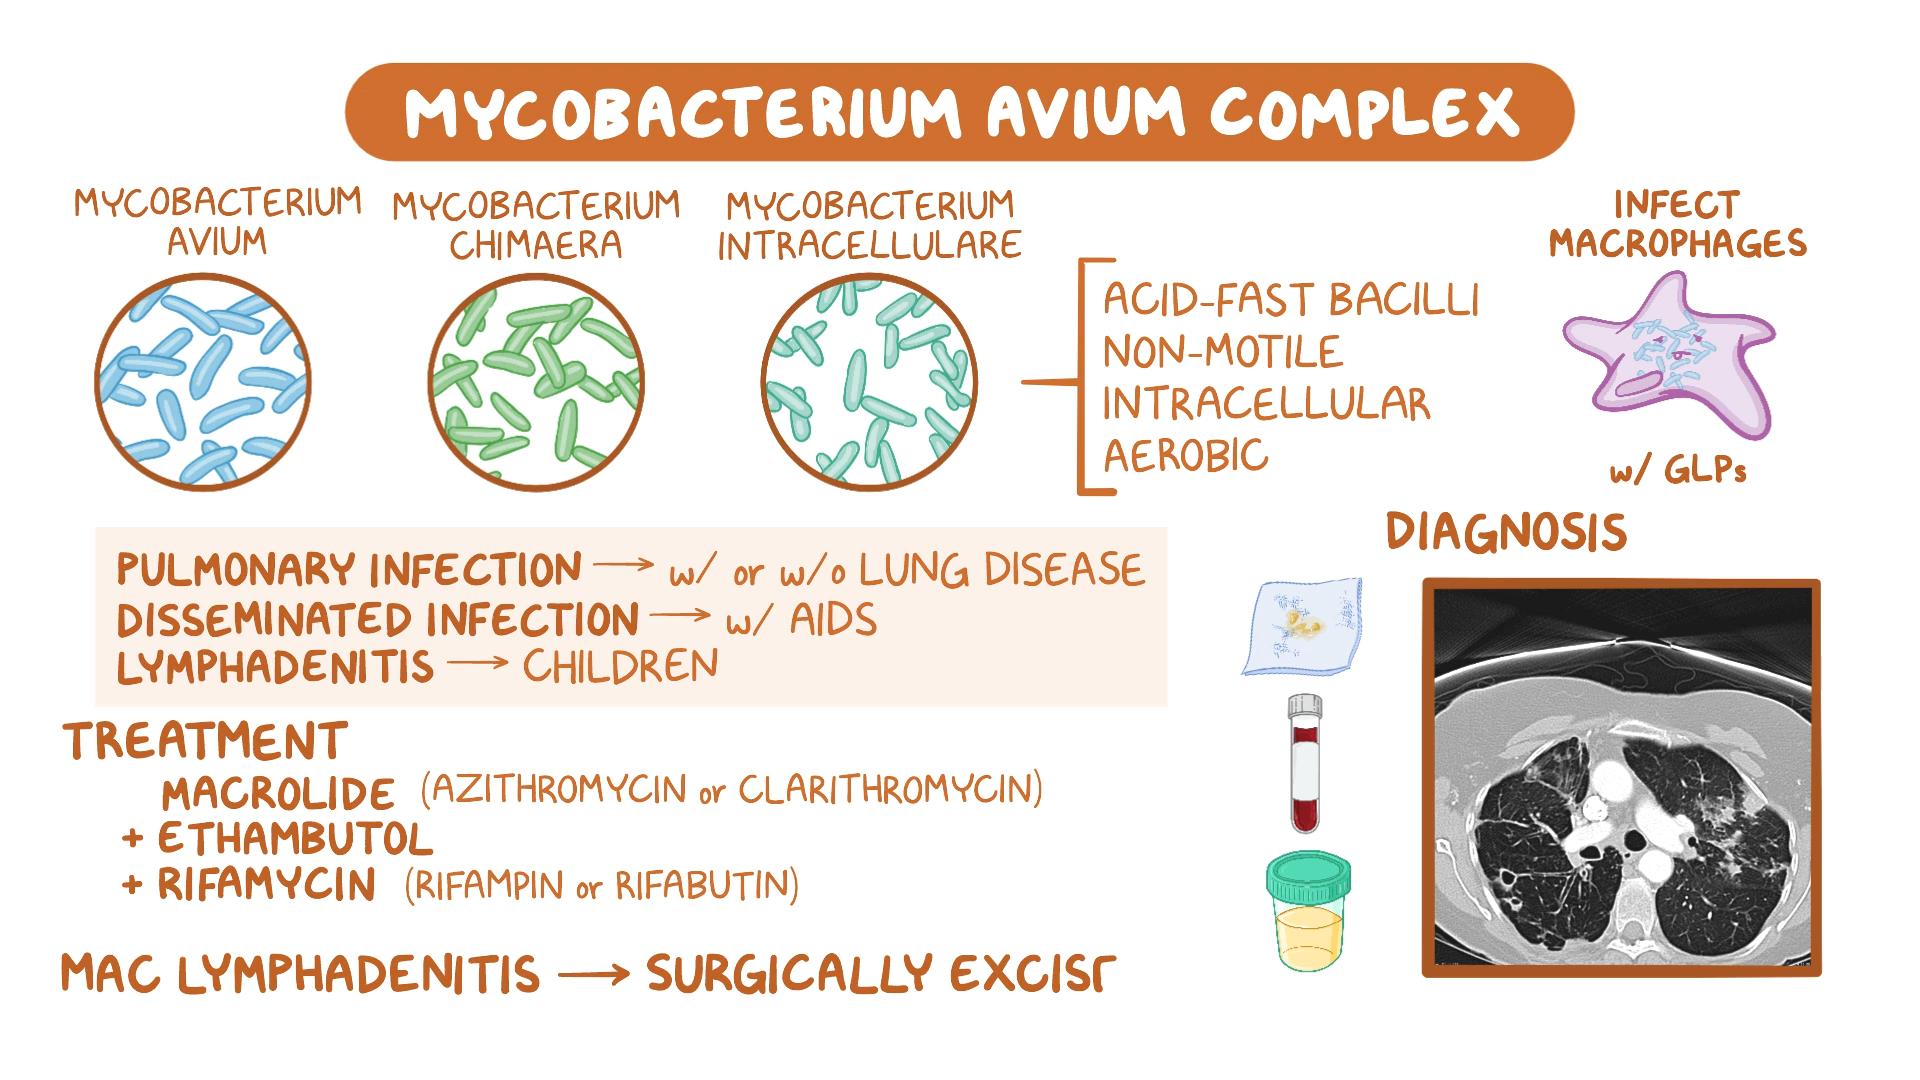 MYCOBACTERIUM AVIUM COMPLEX
MYCOBACTERIUM
AVIUM
MYCOBACTERIUM
CHIMAERA
MYCOBACTERIUM
INTRACELLULARE
ACID-FAST BACILLI
NON-MOTILE
INTRACELLULAR
AEROBIC
INFECT
MACROPHAGES
w/ GLPs
PULMONARY INFECTION → w/ or w/o LUNG DISEASE
DISSEMINATED INFECTION → w/ AIDS
LYMPHADENITIS → CHILDREN
DIAGNOSIS
TREATMENT
MACROLIDE (AZITHROMYCIN or CLARITHROMYCIN)
+ ETHAMBUTOL
+ RIFAMYCIN (RIFAMPIN or RIFABUTIN)
MAC LYMPHADENITIS → SURGICALLY